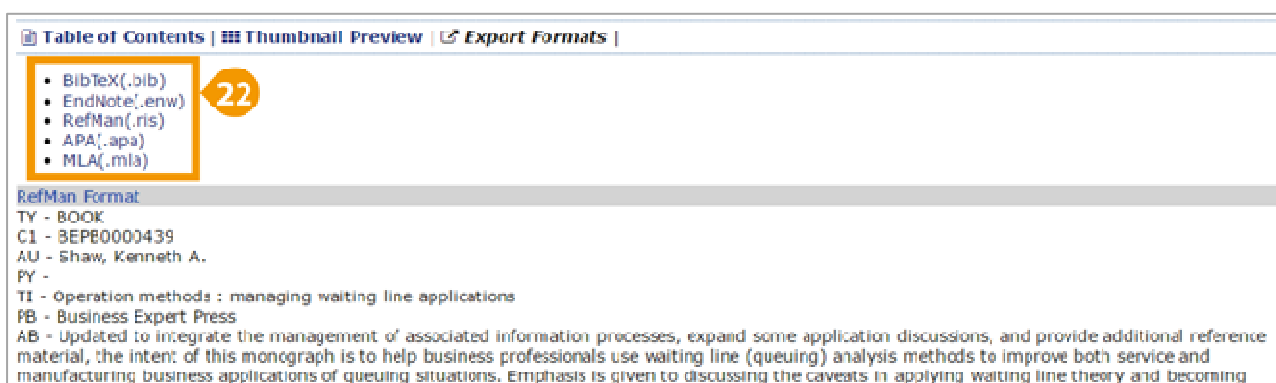 Table of Contents | Thumbnail Preview | Export Formats |
• BibTeX(.bib)
• EndNote(.enw)
• RefMan(.ris)
• APA(.apa)
• MLA(.mla)
22
RefMan Format
TY - BOOK
C1 - BEPB0000439
AU - Shaw, Kenneth A.
PY -
TI - Operation methods : managing waiting line applications
PB - Business Expert Press
AB - Updated to integrate the management of associated information processes, expand some application discussions, and provide additional reference
material, the intent of this monograph is to help business professionals use waiting line (queuing) analysis methods to improve both service and
manufacturing business applications of queuing situations. Emphasis is given to discussing the caveats in applying waiting line theory and becoming